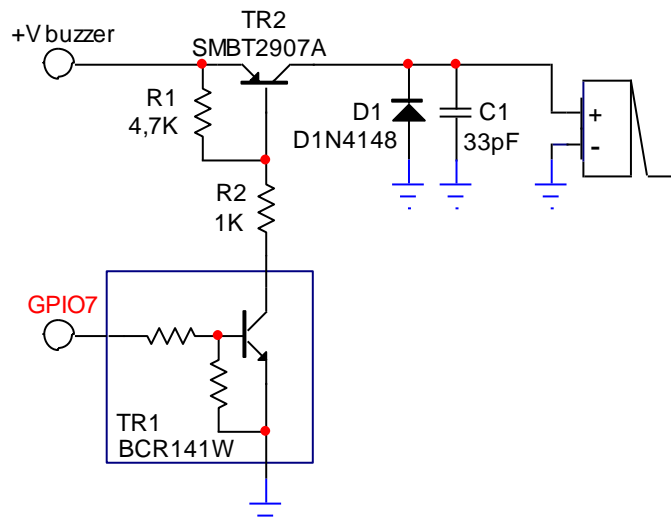 TR2
+V buzzer
SMBT2907A
R1
4,7K
D1
D1N4148
C1
33pF
+
-
R2
1K
GPIO7
TR1
BCR141W